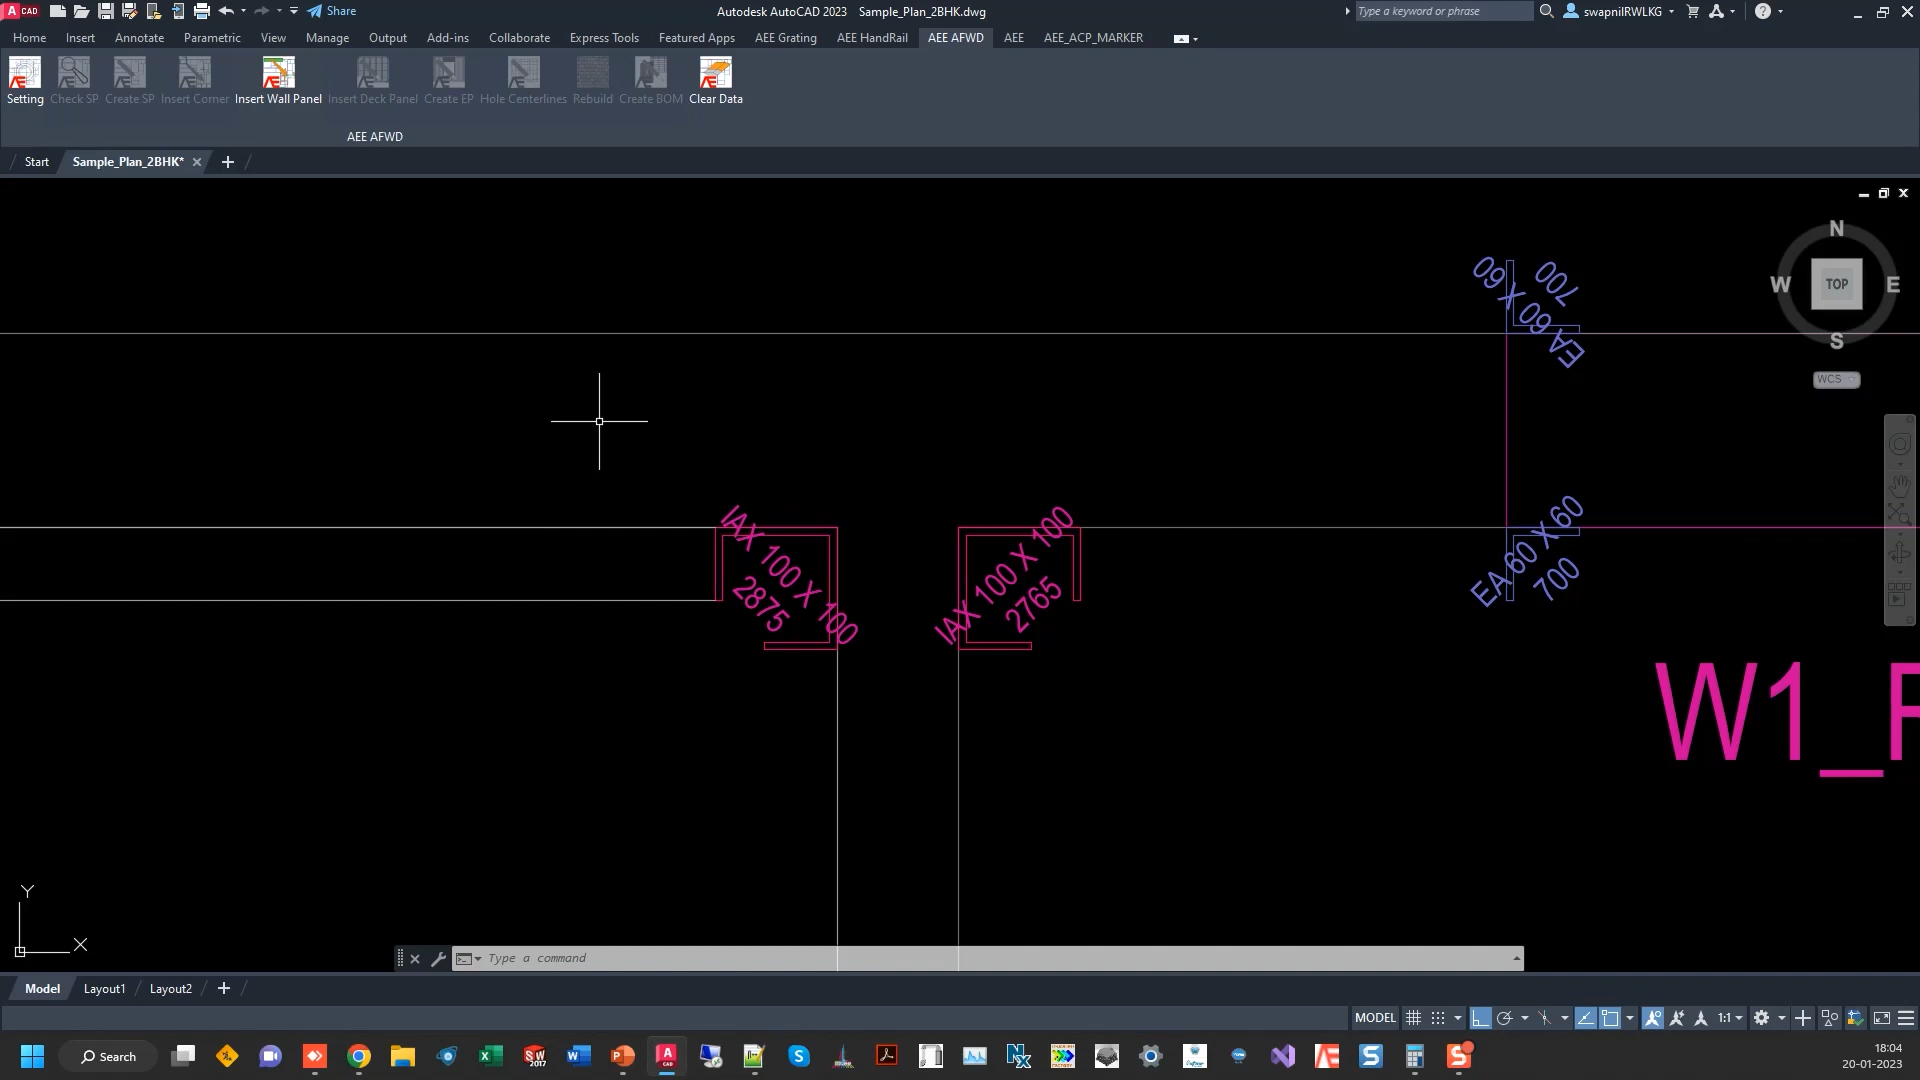 A CAD
Share
Autodesk AutoCAD 2023 Sample_Plan_2BHK.dwg
Type a keyword or phrase
swapnilRWLKG
Home Insert Annotate Parametric View Manage Output Add-ins Collaborate Express Tools Featured Apps AEE Grating AEE HandRail AEE AFWD AEE AEE_ACP_MARKER
Setting Check SP Create SP Insert Corner Insert Wall Panel Insert Deck Panel Create EP Hole Centerlines Rebuild Create BOM Clear Data
AEE AFWD
Start Sample_Plan_2BHK*
N
W TOP E
S
WCS
EA 60 X 60
700
IAX 100 X 100
2875
IAX 100 X 100
2765
EA 60 X 60
700
W1_
Y
X
Type a command
Model Layout1 Layout2
MODEL 1:1
Search
18:04
20-01-2023